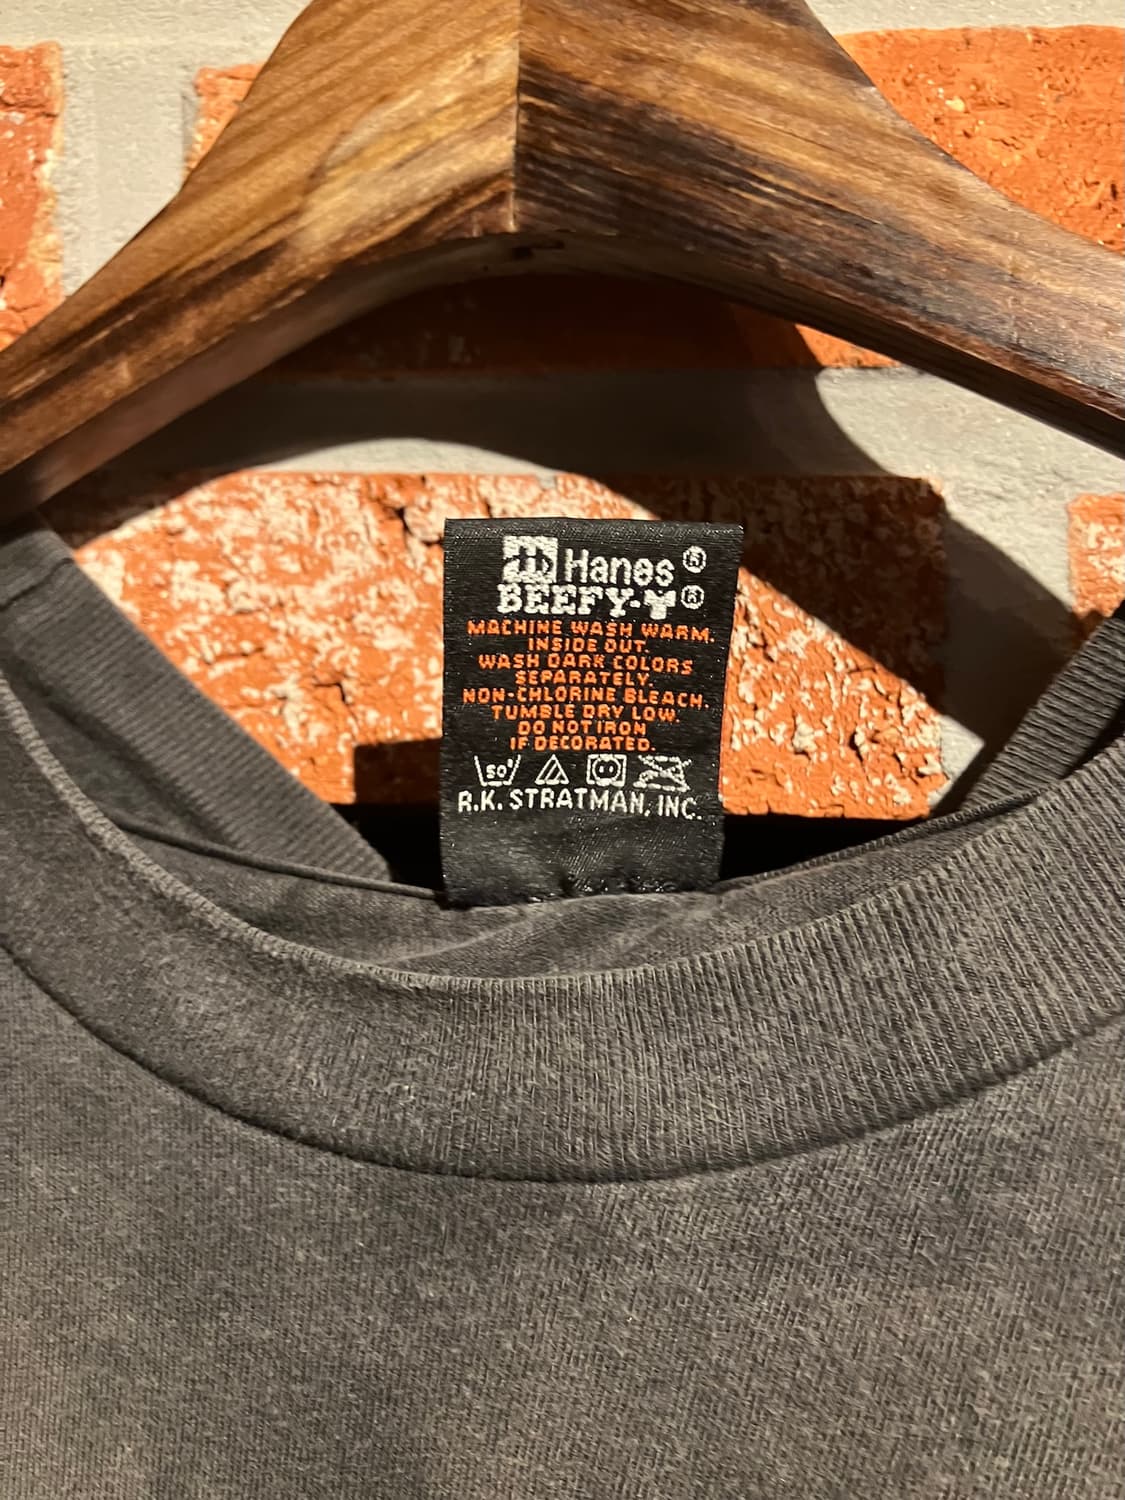 Hanes ®
BEEFY-T ®
MACHINE WASH WARM.
INSIDE OUT.
WASH DARK COLORS
SEPARATELY.
NON-CHLORINE BLEACH.
TUMBLE DRY LOW.
DO NOT IRON
IF DECORATED.
50°
R.K. STRATMAN, INC.